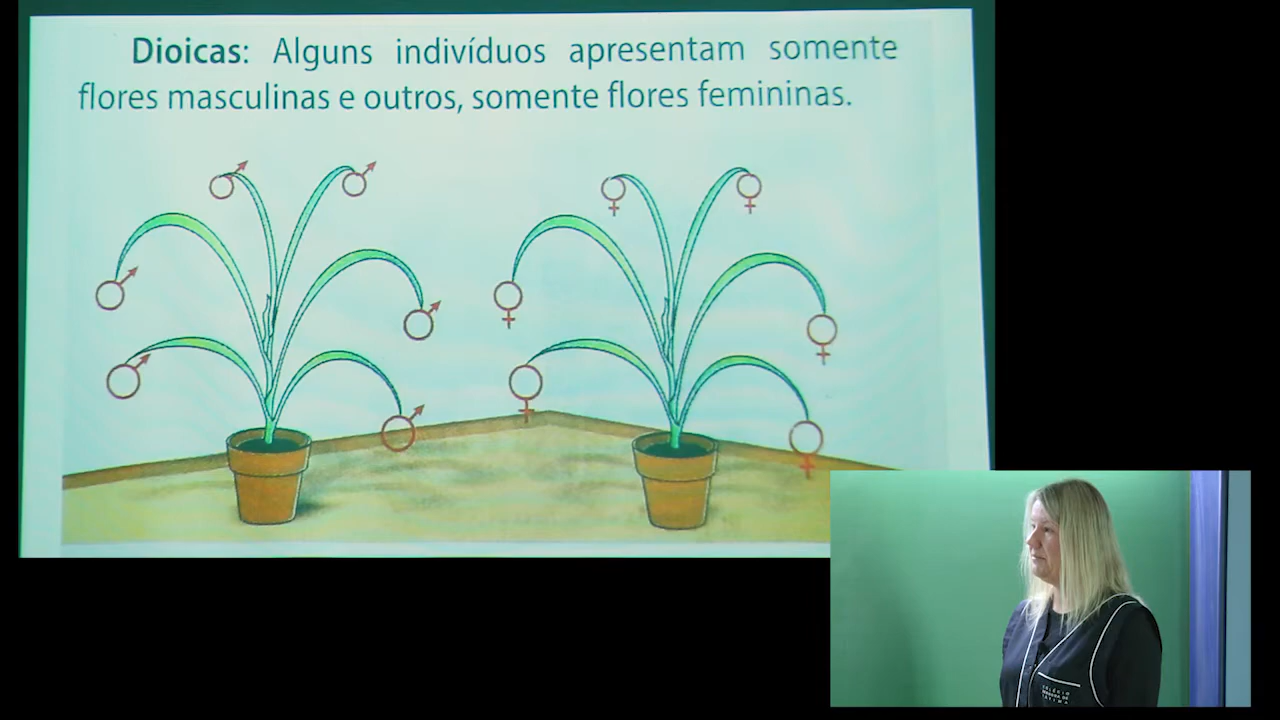 Dioicas: Alguns indivíduos apresentam somente
flores masculinas e outros, somente flores femininas.